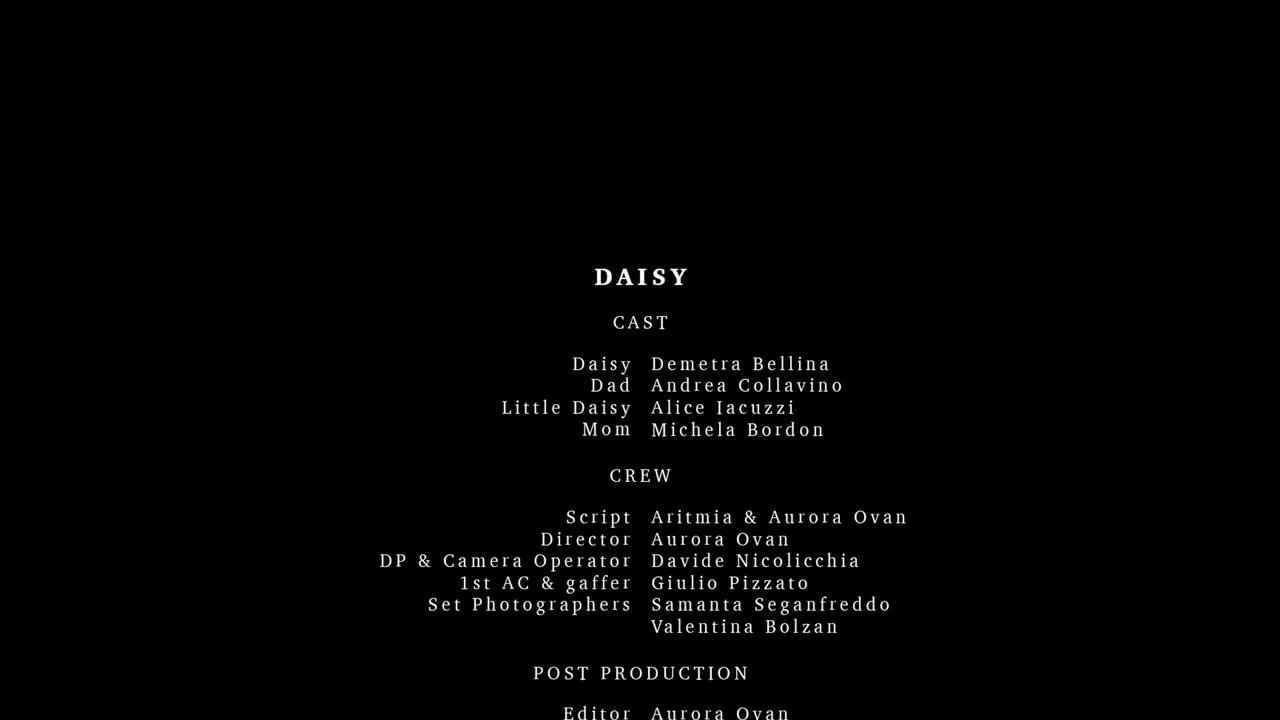 DAISY
CAST
Daisy Demetra Bellina
Dad Andrea Collavino
Little Daisy Alice Iacuzzi
Mom Michela Bordon
CREW
Script Aritmia & Aurora Ovan
Director Aurora Ovan
DP & Camera Operator Davide Nicolicchia
1st AC & gaffer Giulio Pizzato
Set Photographers Samanta Seganfreddo
Valentina Bolzan
POST PRODUCTION
Editor Aurora Ovan